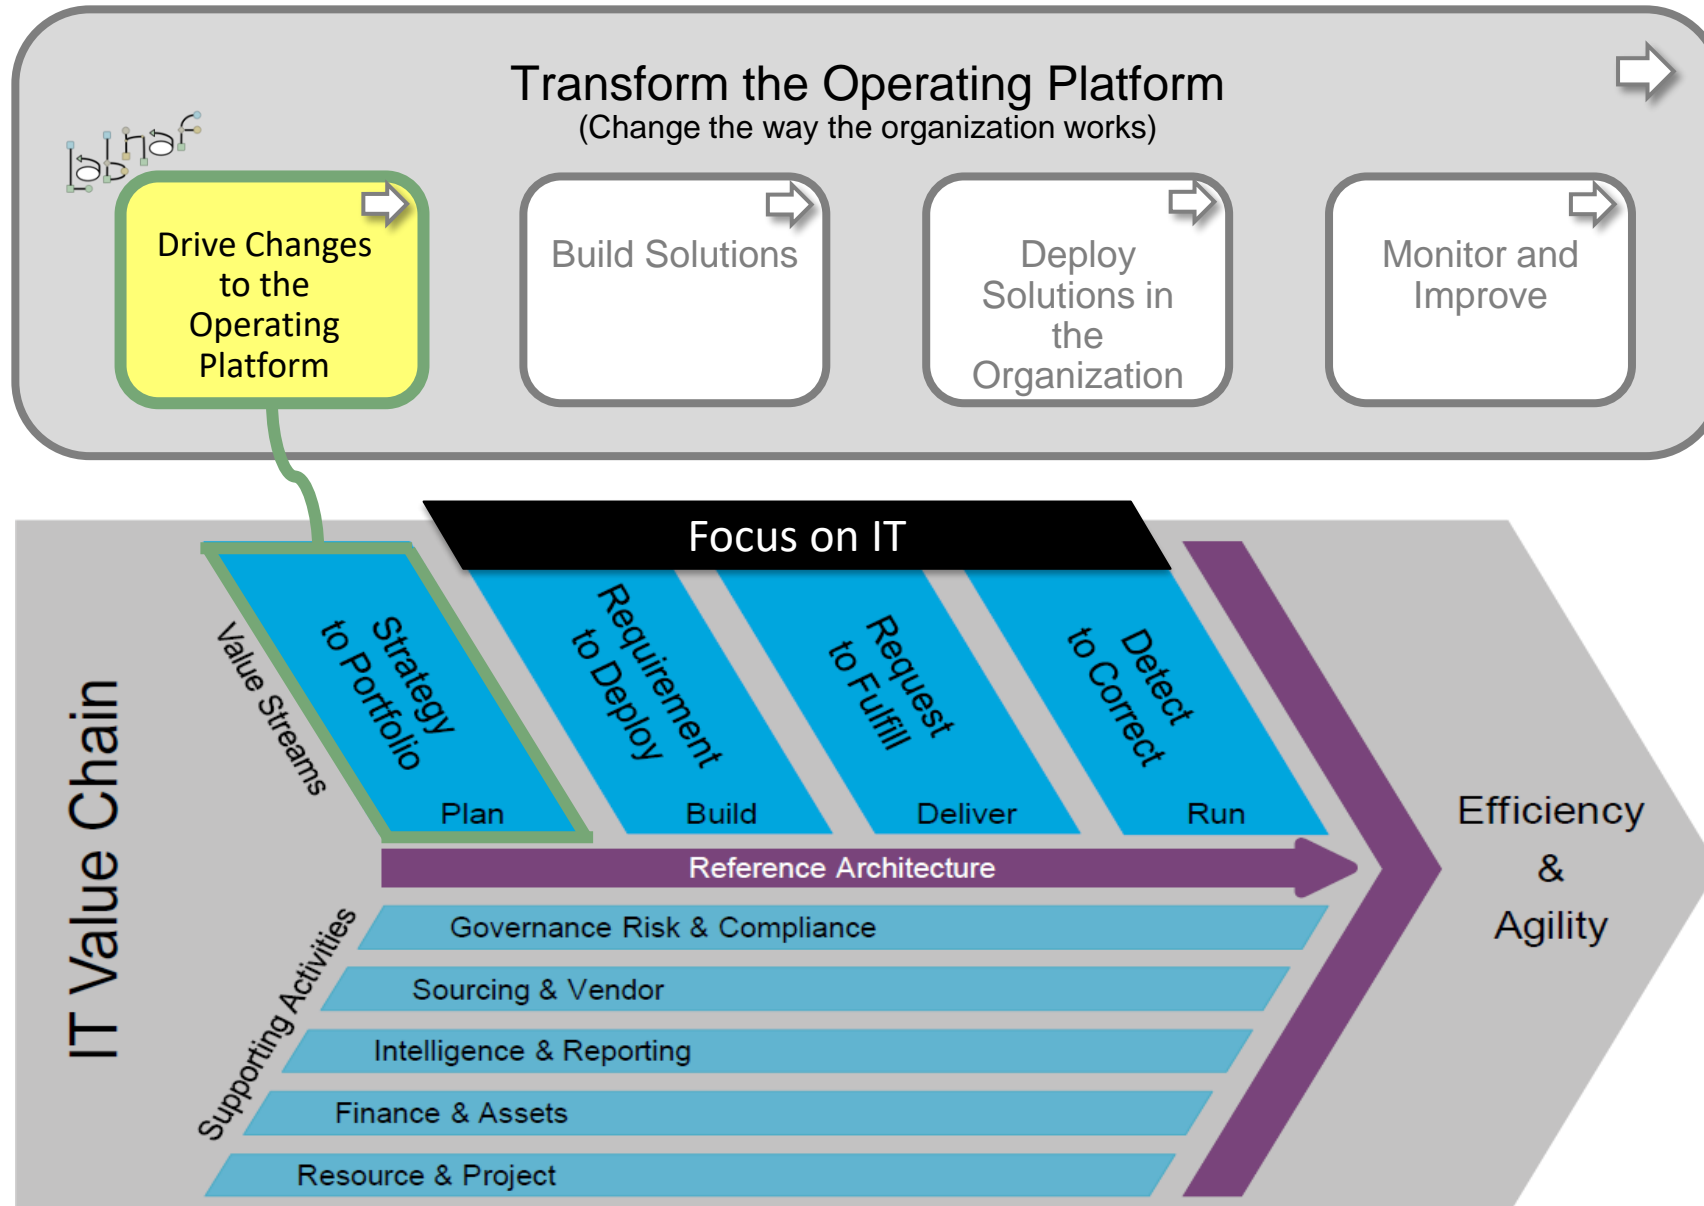 Transform the Operating Platform
(Change the way the organization works)
labnaf
Drive Changes
to the
Operating
Platform
Build Solutions
Deploy
Solutions in
the
Organization
Monitor and
Improve
Focus on IT
IT Value Chain
Value Streams
Strategy
to Portfolio
Plan
Requirement
to Deploy
Build
Request
to Fulfill
Deliver
Detect
to Correct
Run
Reference Architecture
Supporting Activities
Governance Risk & Compliance
Sourcing & Vendor
Intelligence & Reporting
Finance & Assets
Resource & Project
Efficiency
&
Agility